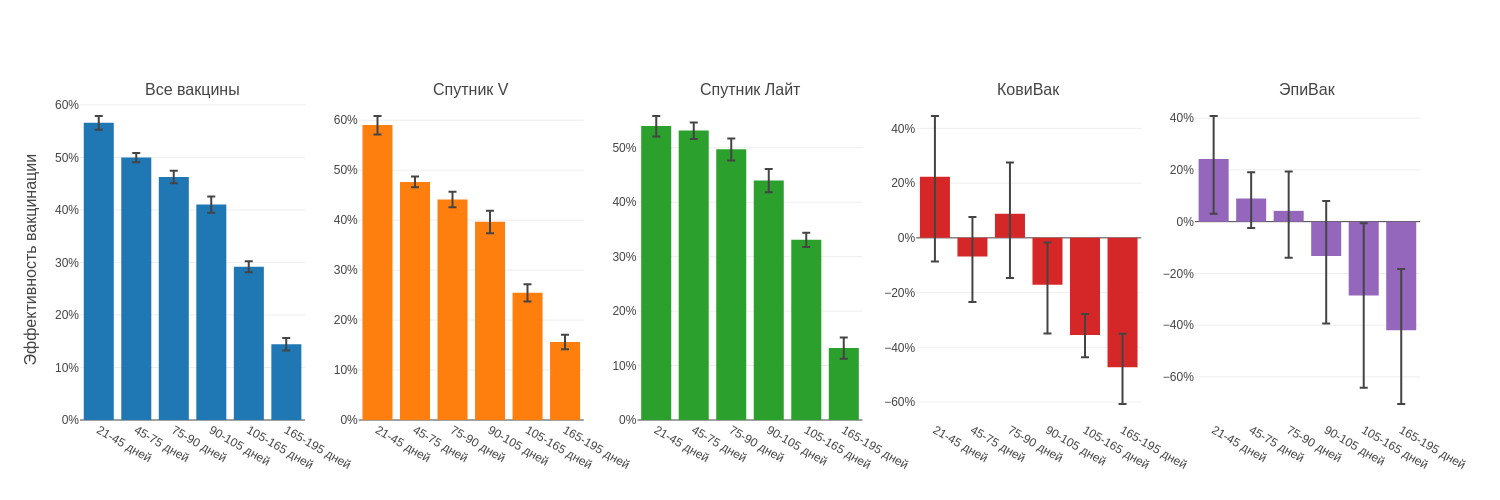 Все вакцины
Спутник V
Спутник Лайт
КовиВак
ЭпиВак
Эффективность вакцинации
60%
50%
40%
30%
20%
10%
0%
21-45 дней
45-75 дней
75-90 дней
90-105 дней
105-165 дней
165-195 дней
60%
50%
40%
30%
20%
10%
0%
21-45 дней
45-75 дней
75-90 дней
90-105 дней
105-165 дней
165-195 дней
50%
40%
30%
20%
10%
0%
21-45 дней
45-75 дней
75-90 дней
90-105 дней
105-165 дней
165-195 дней
40%
20%
0%
−20%
−40%
−60%
21-45 дней
45-75 дней
75-90 дней
90-105 дней
105-165 дней
165-195 дней
40%
20%
0%
−20%
−40%
−60%
21-45 дней
45-75 дней
75-90 дней
90-105 дней
105-165 дней
165-195 дней